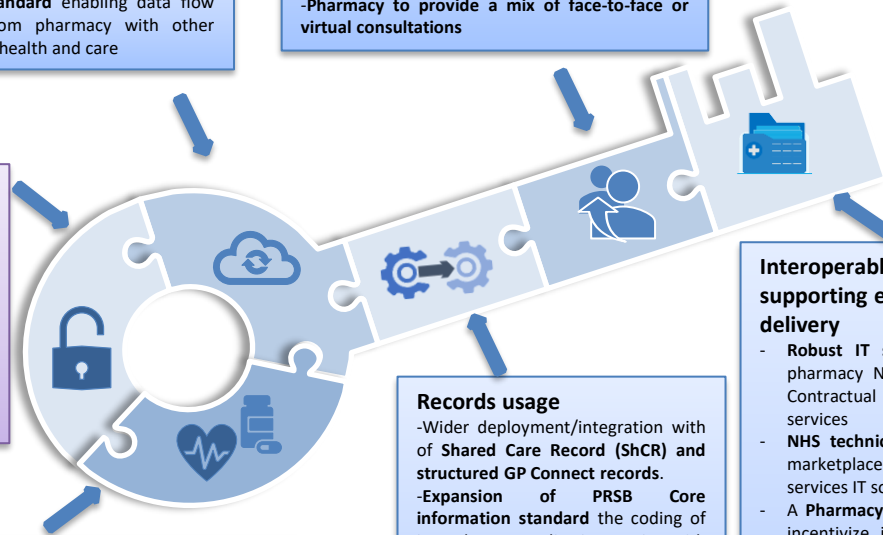 andard enabling data flow
om pharmacy with other
health and care
-Pharmacy to provide a mix of face-to-face or
virtual consultations
Records usage
-Wider deployment/integration with
of Shared Care Record (ShCR) and
structured GP Connect records.
-Expansion of PRSB Core
information standard the coding of
Interoperabl
supporting e
delivery
- Robust IT s
pharmacy N
Contractual
services
- NHS technic
marketplace
services IT so
- A Pharmacy
incentivize i